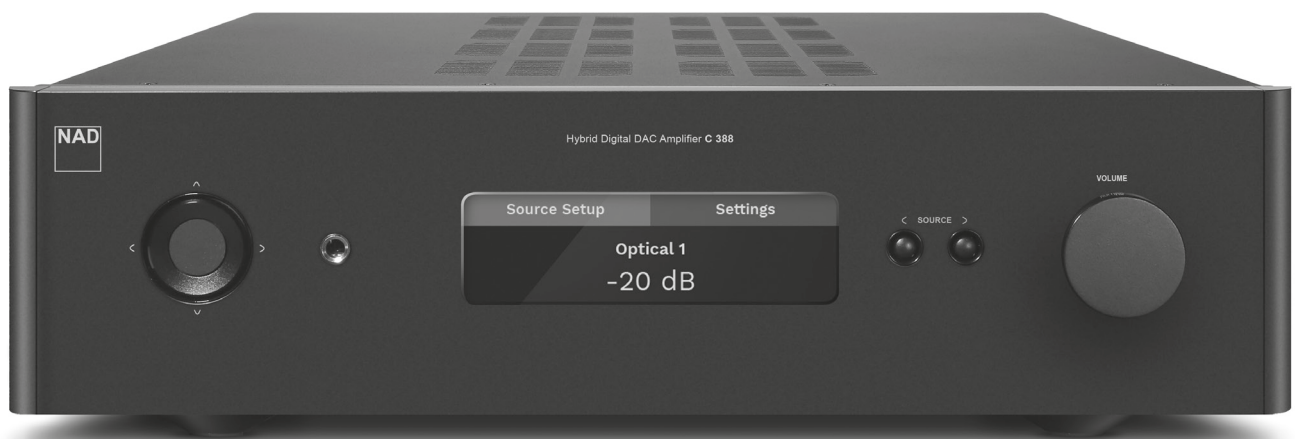 NAD
Hybrid Digital DAC Amplifier C 388
VOLUME
Source Setup
Settings
< SOURCE >
Optical 1
-20 dB